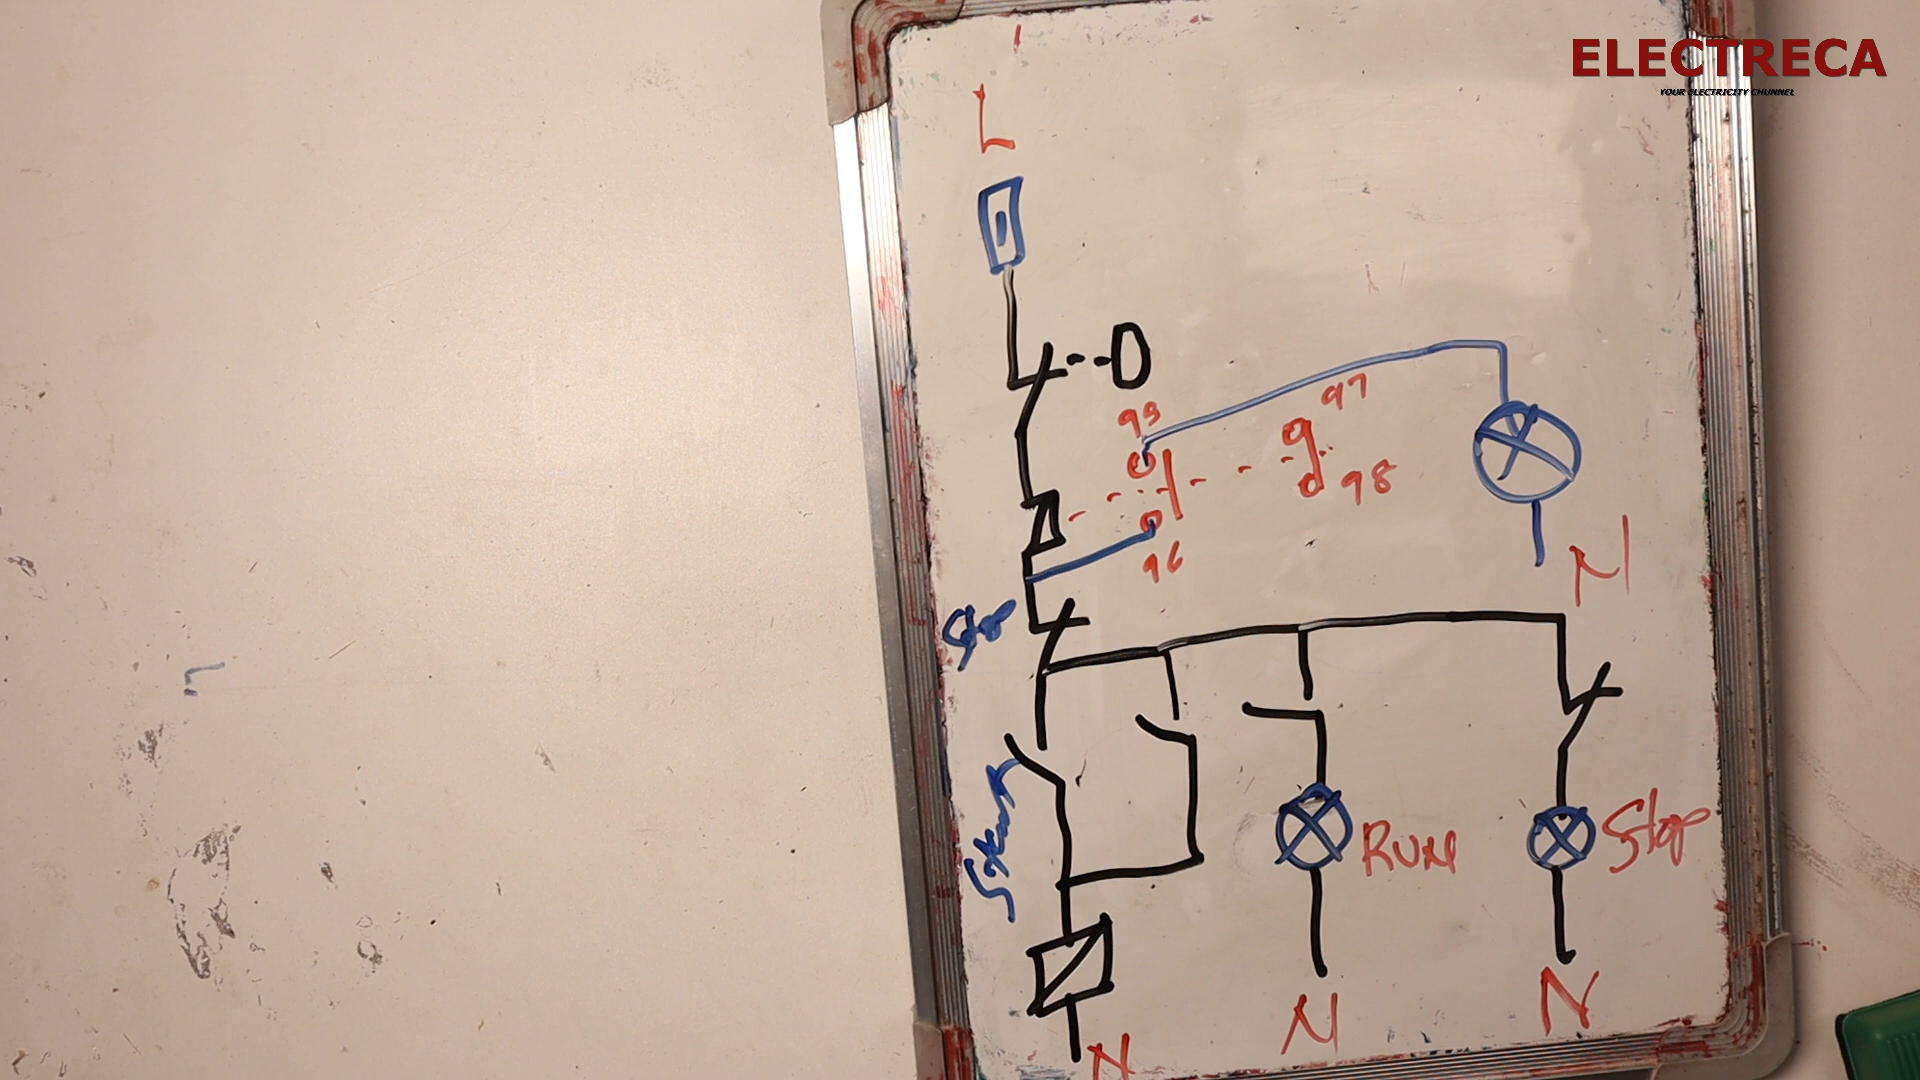 ELECTRECA
YOUR ELECTRICITY CHUNNEL
L
95
97
98
96
N
Stop
Start
RUN
Stop
N
N
N